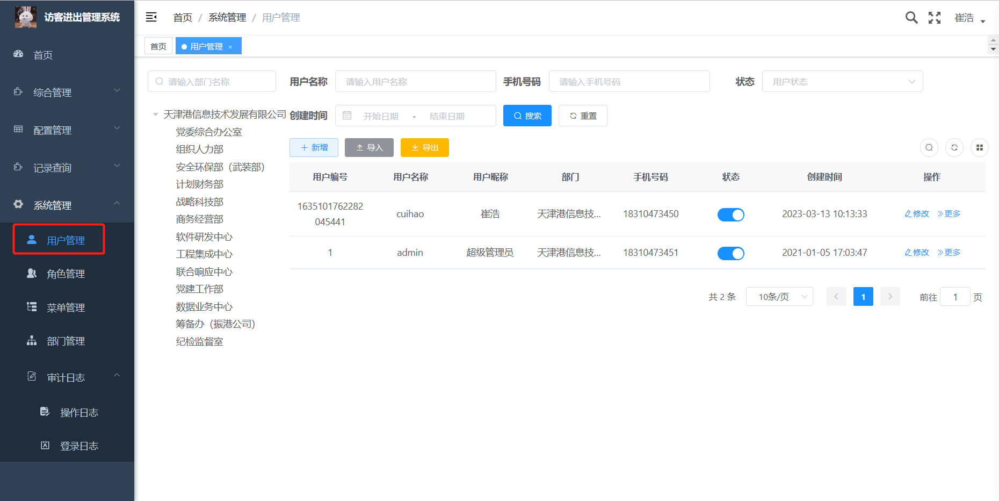 访客进出管理系统
首页 / 系统管理 / 用户管理
崔浩
首页
用户管理 ×
首页
综合管理
配置管理
记录查询
系统管理
用户管理
角色管理
菜单管理
部门管理
审计日志
操作日志
登录日志
请输入部门名称
天津港信息技术发展有限公司
党委综合办公室
组织人力部
安全环保部（武装部）
计划财务部
战略科技部
商务经营部
软件研发中心
工程集成中心
联合响应中心
党建工作部
数据业务中心
筹备办（振港公司）
纪检监督室
用户名称 请输入用户名称 手机号码 请输入手机号码 状态 用户状态
创建时间 开始日期 - 结束日期 搜索 重置
新增 导入 导出
用户编号 用户名称 用户昵称 部门 手机号码 状态 创建时间 操作
1635101762282
045441
cuihao 崔浩 天津港信息技... 18310473450 2023-03-13 10:13:33 修改 更多
1 admin 超级管理员 天津港信息技... 18310473451 2021-01-05 17:03:47 修改 更多
共 2 条 10条/页 1 前往 1 页